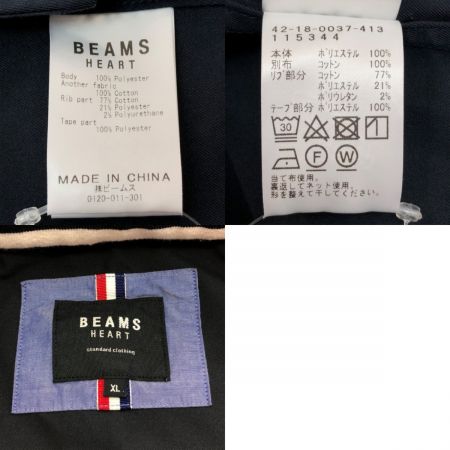 BEAMS
HEART
Body 100% Polyester
Another fabric
100% Cotton
Rib part 77% Cotton
21% Polyester
2% Polyurethane
Tape part
100% Polyester
MADE IN CHINA
㈱ビームス
0120-011-301
42-18-0037-413
115344
本体 ポリエステル 100%
別布 コットン 100%
リブ部分 コットン 77%
ポリエステル 21%
ポリウレタン 2%
テープ部分 ポリエステル 100%
30
F W
当て布使用。
裏返してネット使用。
形を整えて干してください。
BEAMS
HEART
standard clothing
XL